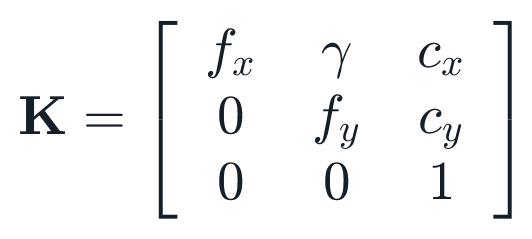 f_x γ c_x
K = 0 f_y c_y
0 0 1